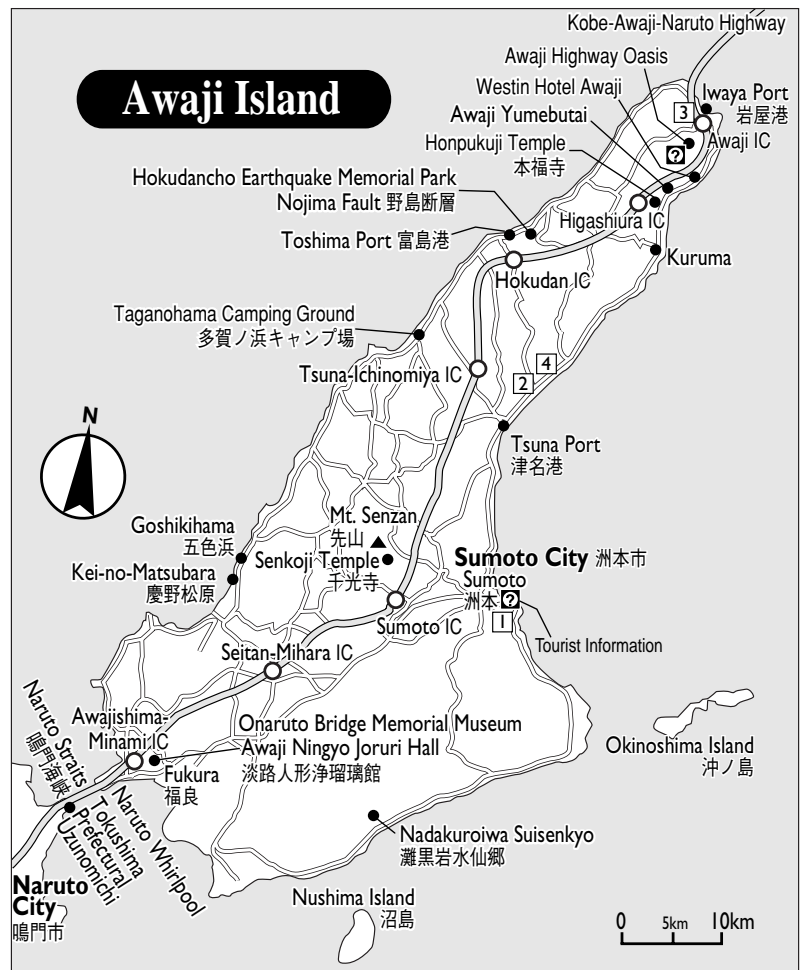 Kobe-Awaji-Naruto Highway
Awaji Highway Oasis
Westin Hotel Awaji
Awaji Island
Iwaya Port
岩屋港
3
Awaji Yumebutai
Awaji IC
Honpukuji Temple
本福寺
?
Hokudancho Earthquake Memorial Park
Nojima Fault 野島断層
Higashiura IC
Toshima Port 富島港
Kuruma
Hokudan IC
Taganohama Camping Ground
多賀ノ浜キャンプ場
Tsuna-Ichinomiya IC
4
2
N
Tsuna Port
津名港
Mt. Senzan
先山
Goshikihama
五色浜
Senkoji Temple
千光寺
Sumoto City 洲本市
Kei-no-Matsubara
慶野松原
Sumoto
洲本 ?
1
Sumoto IC
Tourist Information
Seitan-Mihara IC
Awajishima-
Minami IC
Onaruto Bridge Memorial Museum
Awaji Ningyo Joruri Hall
淡路人形浄瑠璃館
Okinoshima Island
沖ノ島
Naruto Straits
鳴門海峡
Fukura
福良
Naruto Whirlpool
Tokushima
Prefectural
Uzunomichi
Nadakuroiwa Suisenkyo
灘黒岩水仙郷
Naruto
City
鳴門市
Nushima Island
沼島
0 5km 10km